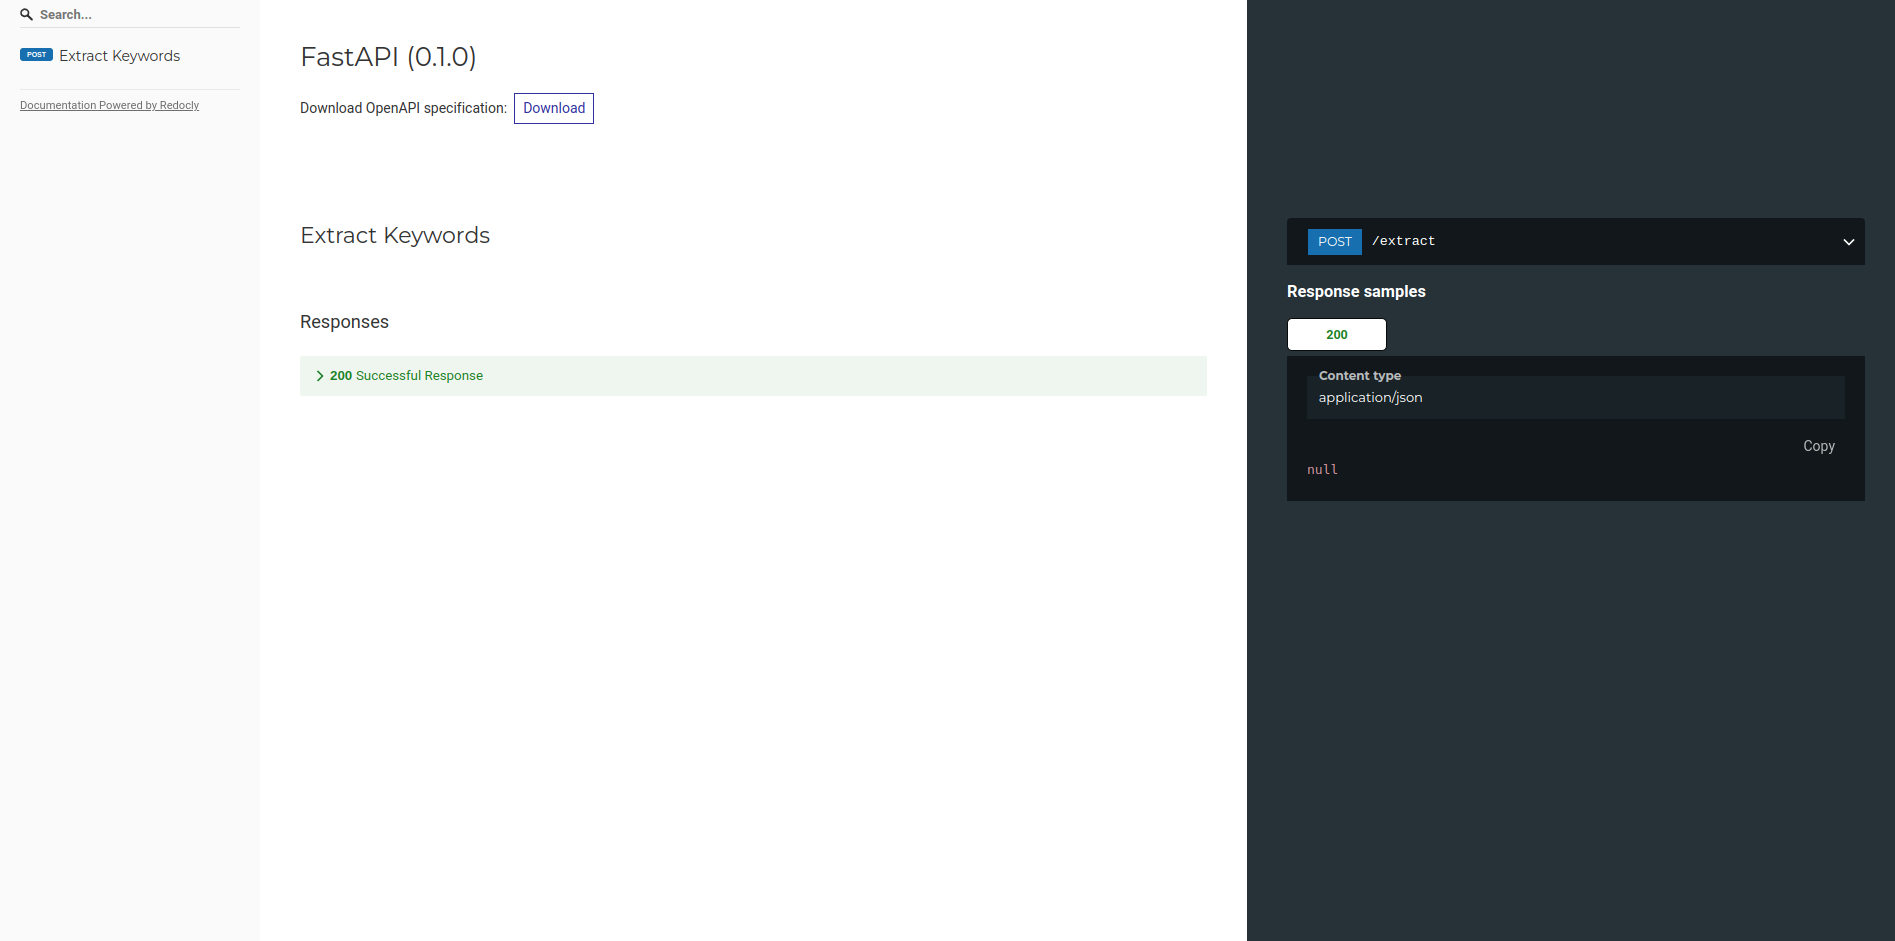 Search...
POST Extract Keywords
Documentation Powered by Redocly
FastAPI (0.1.0)
Download OpenAPI specification: Download
Extract Keywords
Responses
200 Successful Response
POST /extract
Response samples
200
Content type
application/json
Copy
null